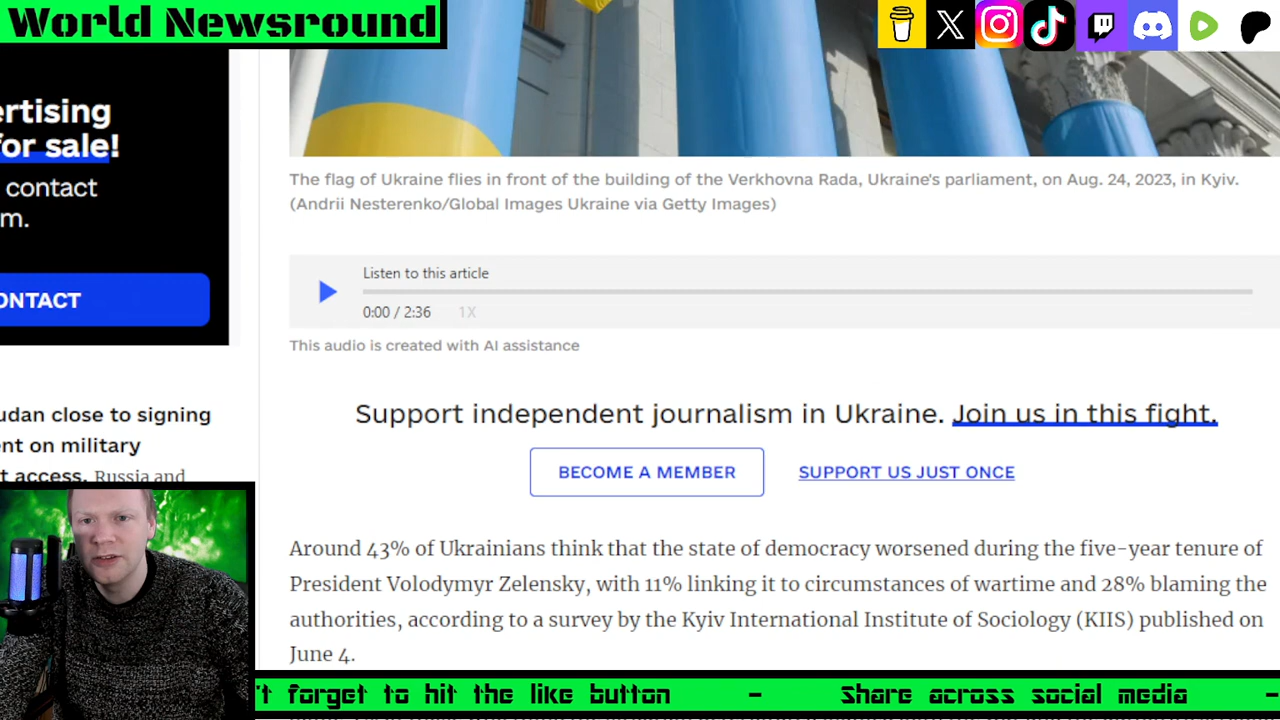 World Newsround
ertising
for sale!
contact
m.
ONTACT
udan close to signing
ent on military
t access. Russia and
The flag of Ukraine flies in front of the building of the Verkhovna Rada, Ukraine's parliament, on Aug. 24, 2023, in Kyiv.
(Andrii Nesterenko/Global Images Ukraine via Getty Images)
Listen to this article
0:00 / 2:36 1X
This audio is created with AI assistance
Support independent journalism in Ukraine. Join us in this fight.
BECOME A MEMBER SUPPORT US JUST ONCE
Around 43% of Ukrainians think that the state of democracy worsened during the five-year tenure of
President Volodymyr Zelensky, with 11% linking it to circumstances of wartime and 28% blaming the
authorities, according to a survey by the Kyiv International Institute of Sociology (KIIS) published on
June 4.
't forget to hit the like button - Share across social media -